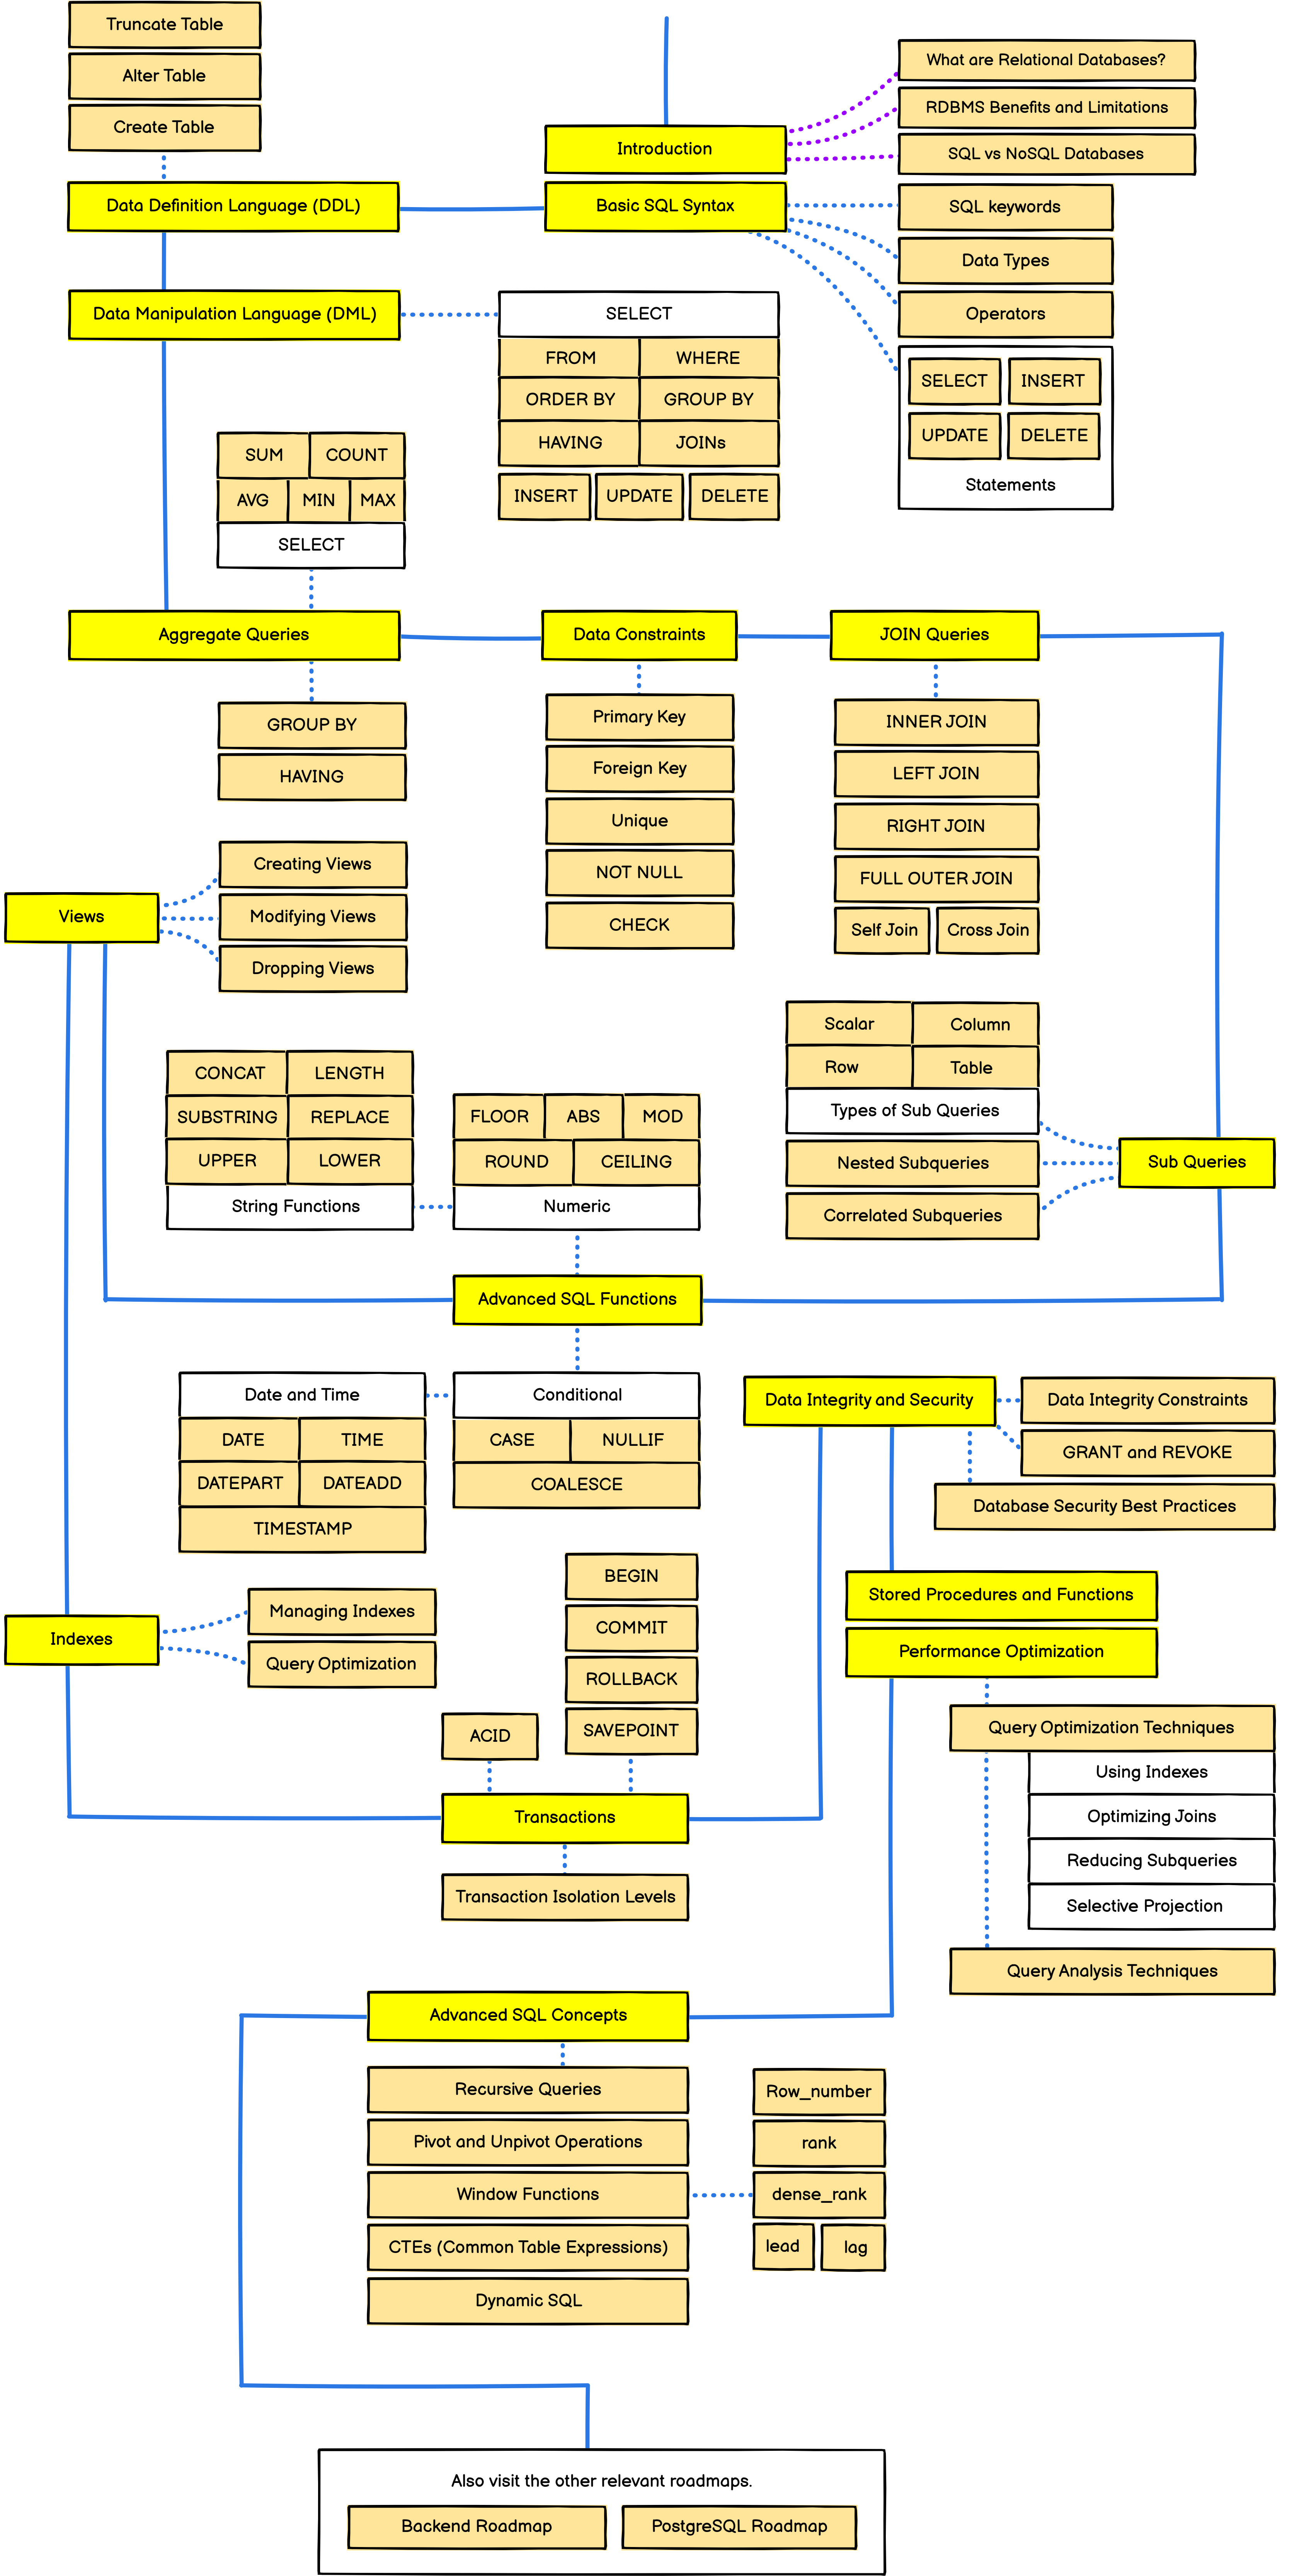 Truncate Table
Alter Table
Create Table
What are Relational Databases?
RDBMS Benefits and Limitations
SQL vs NoSQL Databases
Introduction
Data Definition Language (DDL)
Basic SQL Syntax
SQL keywords
Data Types
Operators
SELECT
INSERT
UPDATE
DELETE
Statements
Data Manipulation Language (DML)
SELECT
FROM
WHERE
ORDER BY
GROUP BY
HAVING
JOINs
INSERT
UPDATE
DELETE
SUM
COUNT
AVG
MIN
MAX
SELECT
Aggregate Queries
GROUP BY
HAVING
Data Constraints
Primary Key
Foreign Key
Unique
NOT NULL
CHECK
JOIN Queries
INNER JOIN
LEFT JOIN
RIGHT JOIN
FULL OUTER JOIN
Self Join
Cross Join
Views
Creating Views
Modifying Views
Dropping Views
Scalar
Column
Row
Table
Types of Sub Queries
Nested Subqueries
Correlated Subqueries
Sub Queries
CONCAT
LENGTH
SUBSTRING
REPLACE
UPPER
LOWER
String Functions
FLOOR
ABS
MOD
ROUND
CEILING
Numeric
Advanced SQL Functions
Date and Time
DATE
TIME
DATEPART
DATEADD
TIMESTAMP
Conditional
CASE
NULLIF
COALESCE
Data Integrity and Security
Data Integrity Constraints
GRANT and REVOKE
Database Security Best Practices
Indexes
Managing Indexes
Query Optimization
BEGIN
COMMIT
ROLLBACK
SAVEPOINT
ACID
Transactions
Transaction Isolation Levels
Stored Procedures and Functions
Performance Optimization
Query Optimization Techniques
Using Indexes
Optimizing Joins
Reducing Subqueries
Selective Projection
Query Analysis Techniques
Advanced SQL Concepts
Recursive Queries
Pivot and Unpivot Operations
Window Functions
CTEs (Common Table Expressions)
Dynamic SQL
Row_number
rank
dense_rank
lead
lag
Also visit the other relevant roadmaps.
Backend Roadmap
PostgreSQL Roadmap